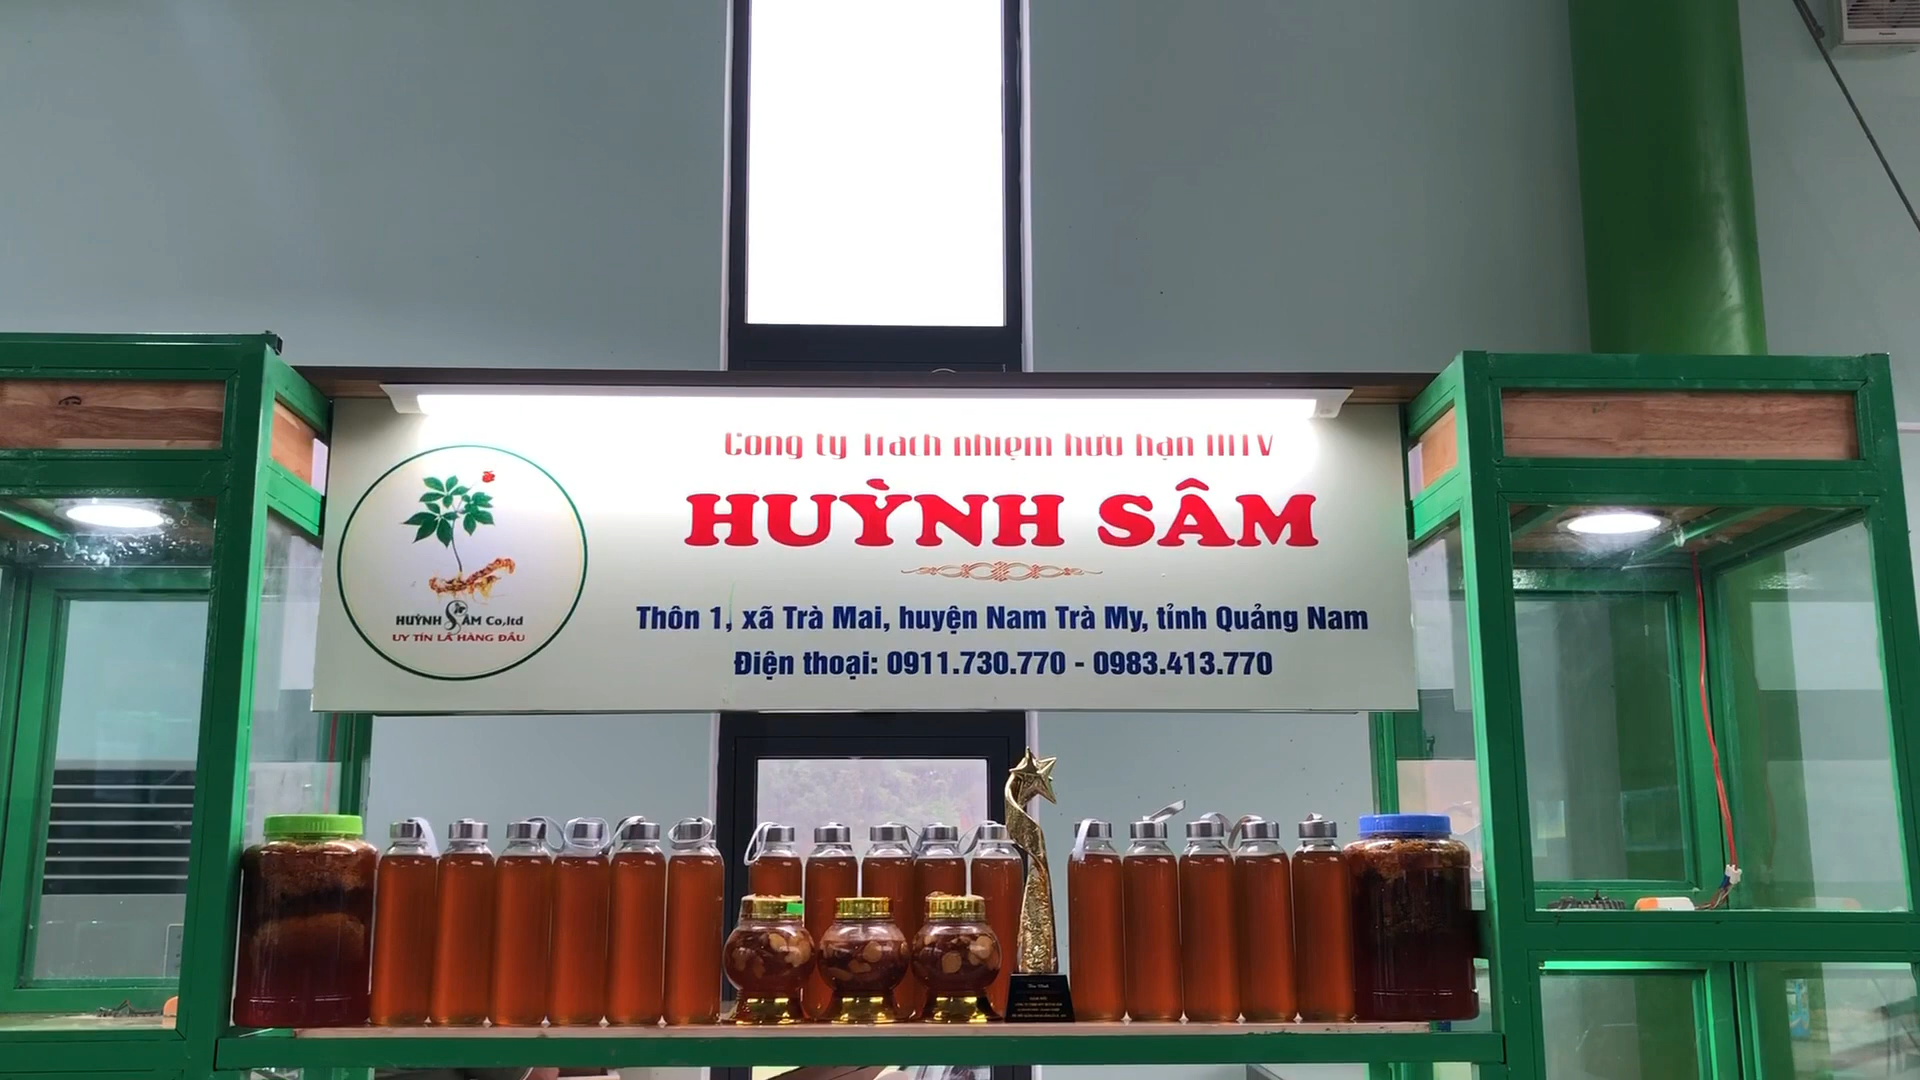 Công ty Trách nhiệm hữu hạn MTV
HUỲNH SÂM
Thôn 1, xã Trà Mai, huyện Nam Trà My, tỉnh Quảng Nam
Điện thoại: 0911.730.770 - 0983.413.770
HUỲNH SÂM Co,ltd
UY TÍN LÀ HÀNG ĐẦU